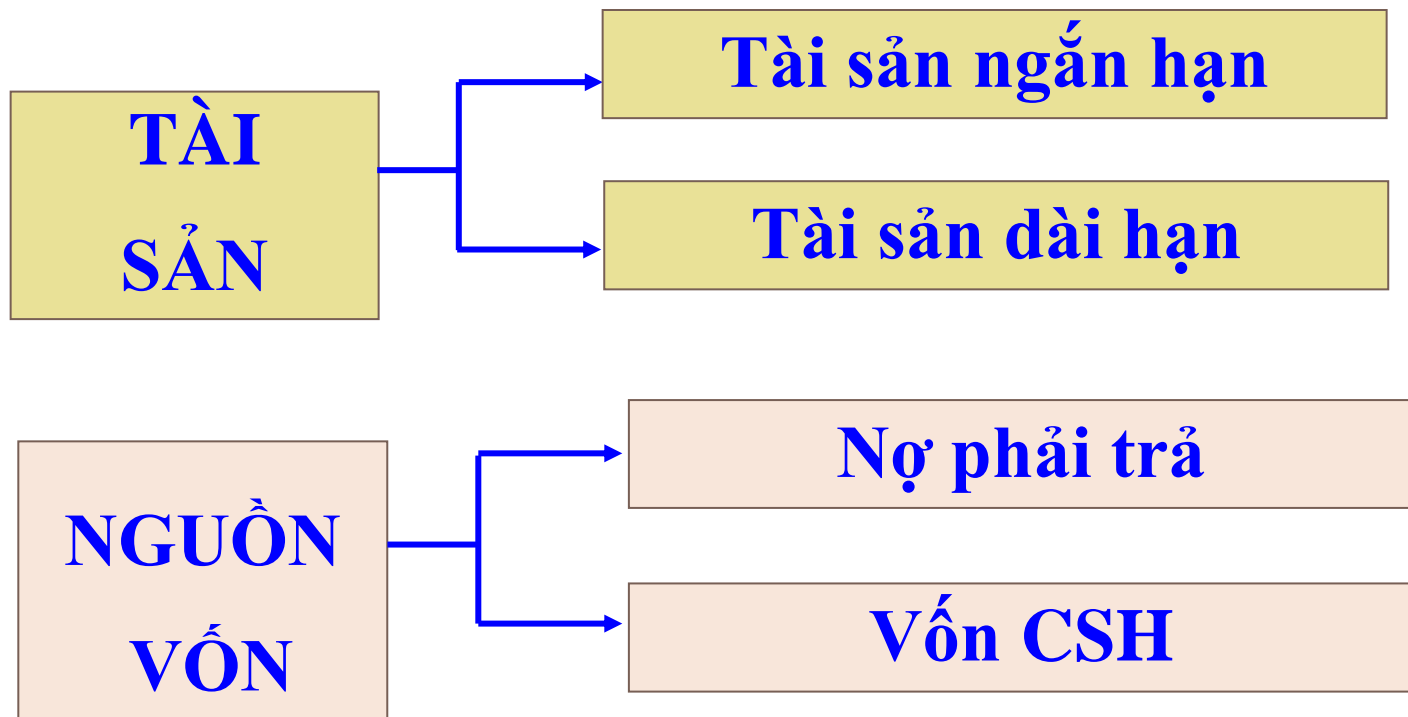 TÀI
SẢN
Tài sản ngắn hạn
Tài sản dài hạn
NGUỒN
VỐN
Nợ phải trả
Vốn CSH